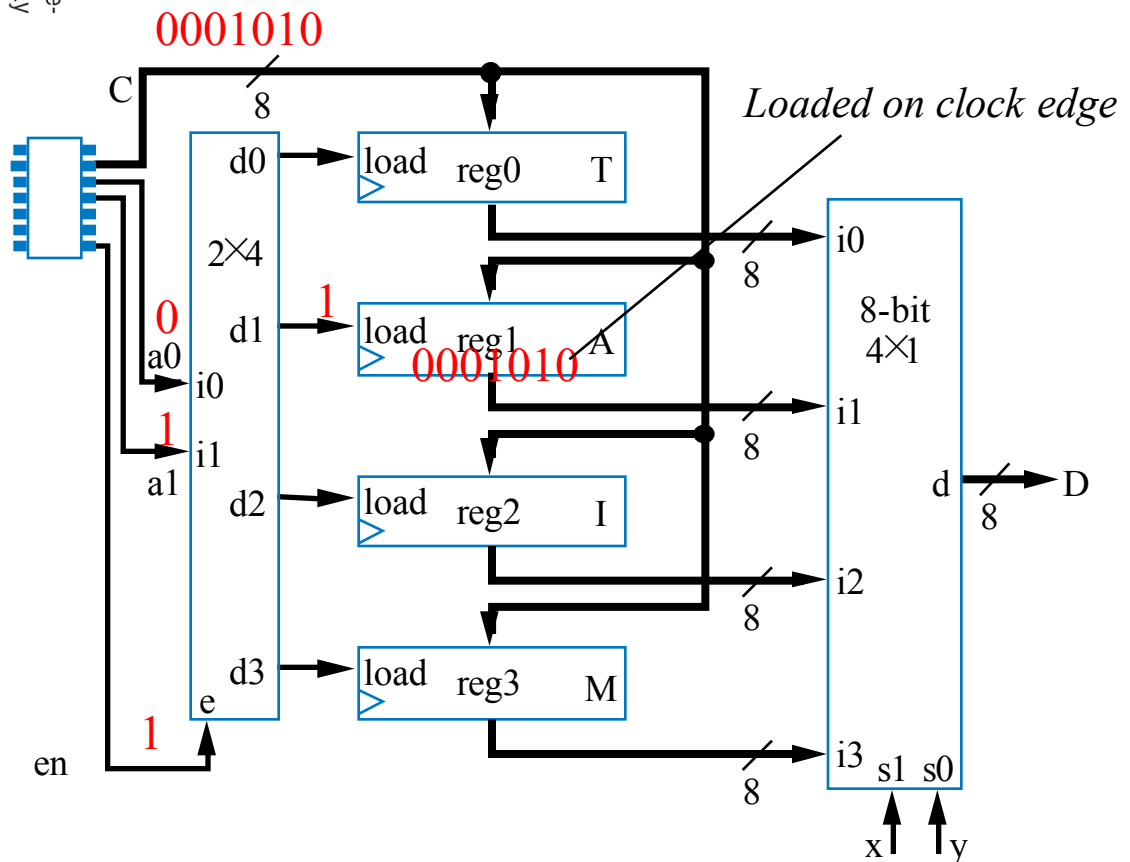 e-
y
0001010
C
8
Loaded on clock edge
d0
load
reg0
T
2×4
i0
8
0
a0
d1
1
load
reg1
A
0001010
8-bit
4×1
i0
1
i1
a1
i1
8
d2
load
reg2
I
d
8
D
i2
8
d3
load
reg3
M
e
1
en
i3
8
s1 s0
x
y